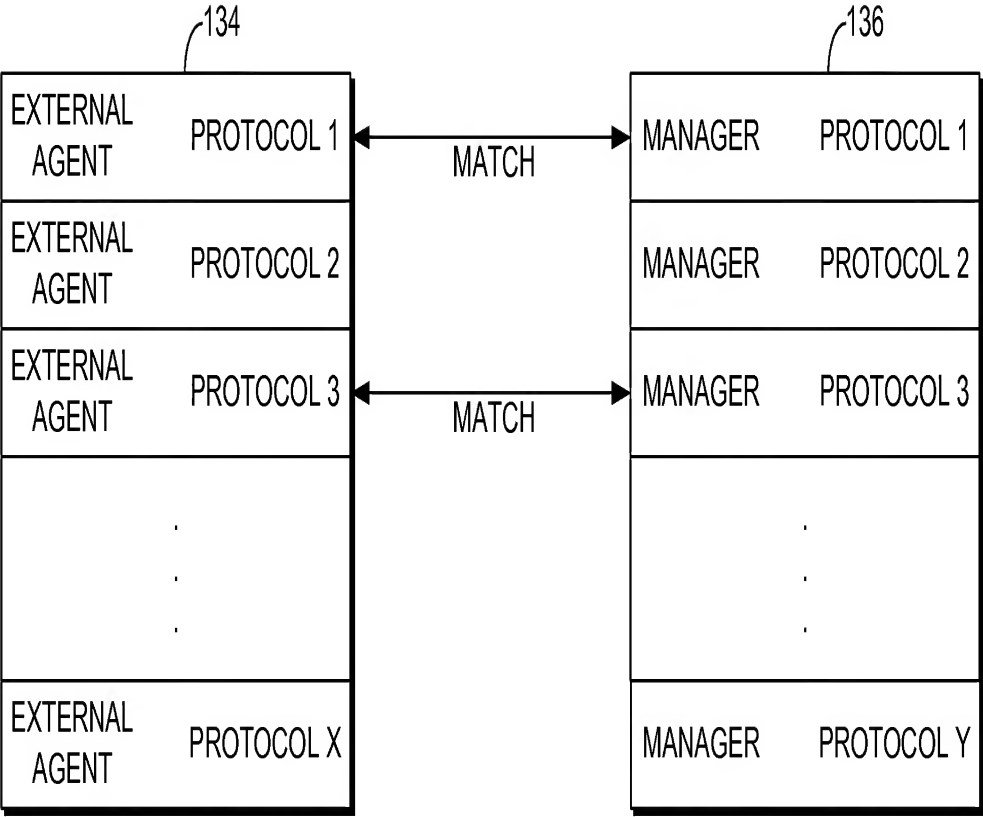 134
136
EXTERNAL
AGENT
PROTOCOL 1
MATCH
MANAGER
PROTOCOL 1
EXTERNAL
AGENT
PROTOCOL 2
MANAGER
PROTOCOL 2
EXTERNAL
AGENT
PROTOCOL 3
MATCH
MANAGER
PROTOCOL 3
.
.
.
.
.
.
EXTERNAL
AGENT
PROTOCOL X
MANAGER
PROTOCOL Y